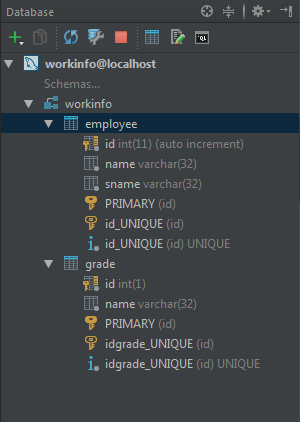 Database
QL
workinfo@localhost
Schemas...
workinfo
employee
id int(11) (auto increment)
name varchar(32)
sname varchar(32)
PRIMARY (id)
id_UNIQUE (id)
id_UNIQUE (id) UNIQUE
grade
id int(1)
name varchar(32)
PRIMARY (id)
idgrade_UNIQUE (id)
idgrade_UNIQUE (id) UNIQUE